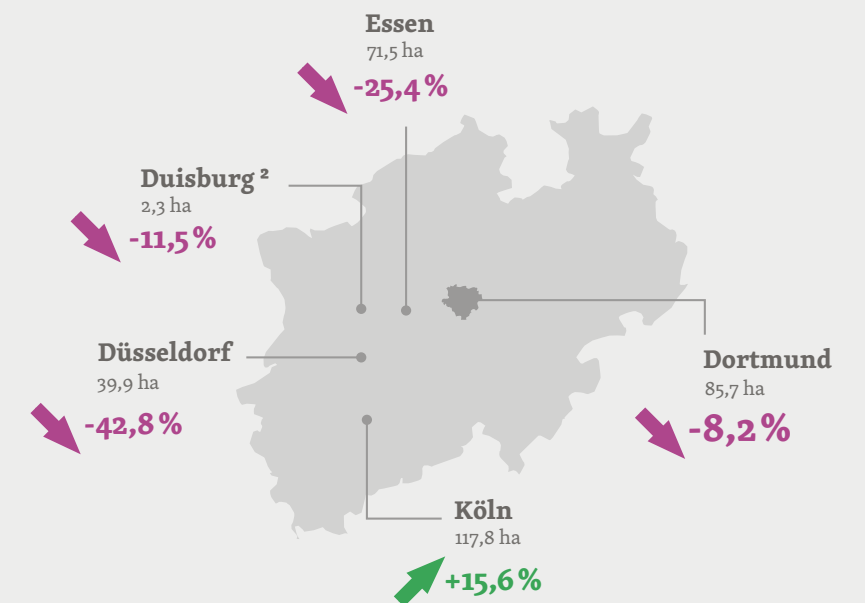 Essen
71,5 ha
-25,4 %
Duisburg ²
2,3 ha
-11,5 %
Düsseldorf
39,9 ha
-42,8 %
Dortmund
85,7 ha
-8,2 %
Köln
117,8 ha
+15,6 %